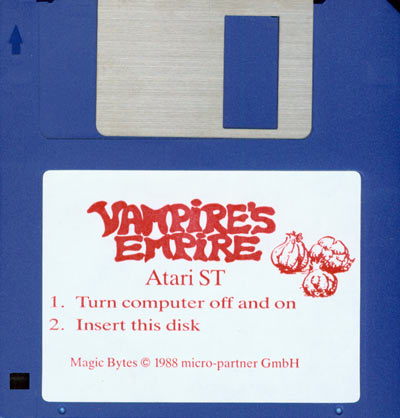 VAMPIRE'S
EMPIRE
Atari ST
1. Turn computer off and on
2. Insert this disk
Magic Bytes © 1988 micro-partner GmbH